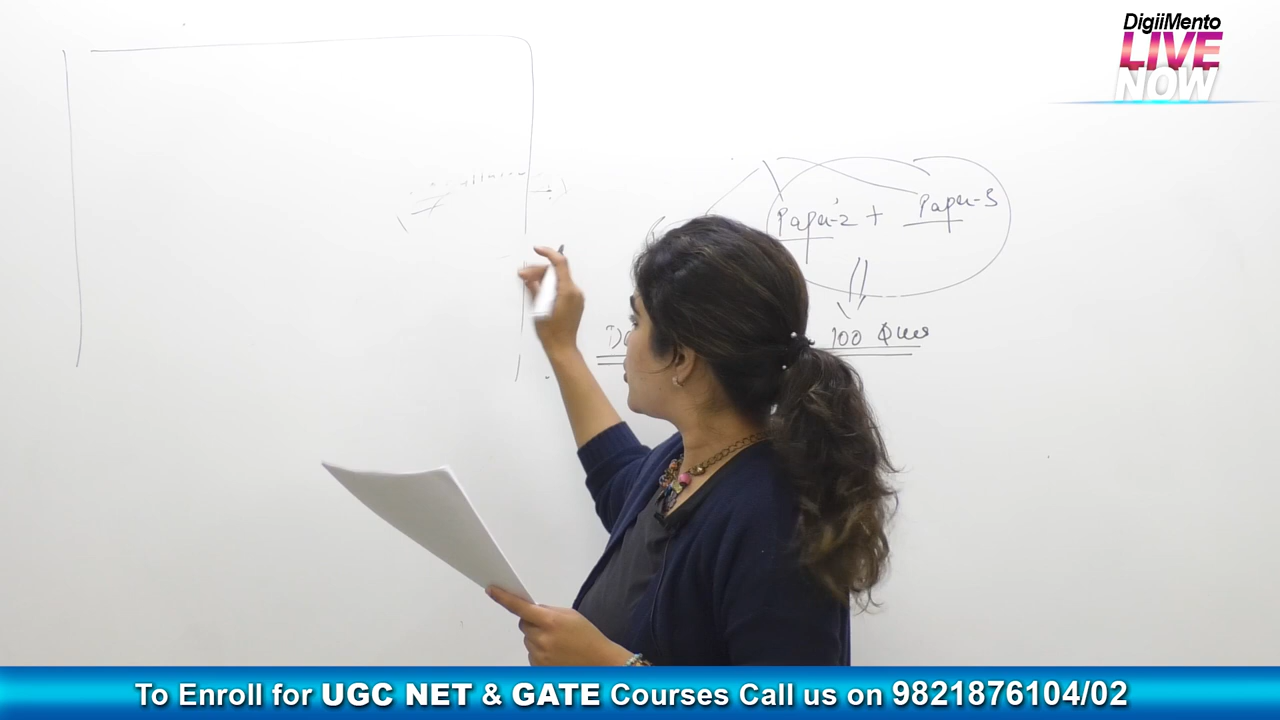 DigiiMento
LIVE
NOW
Paper-2 + Paper-3
100 Ques
To Enroll for UGC NET & GATE Courses Call us on 9821876104/02